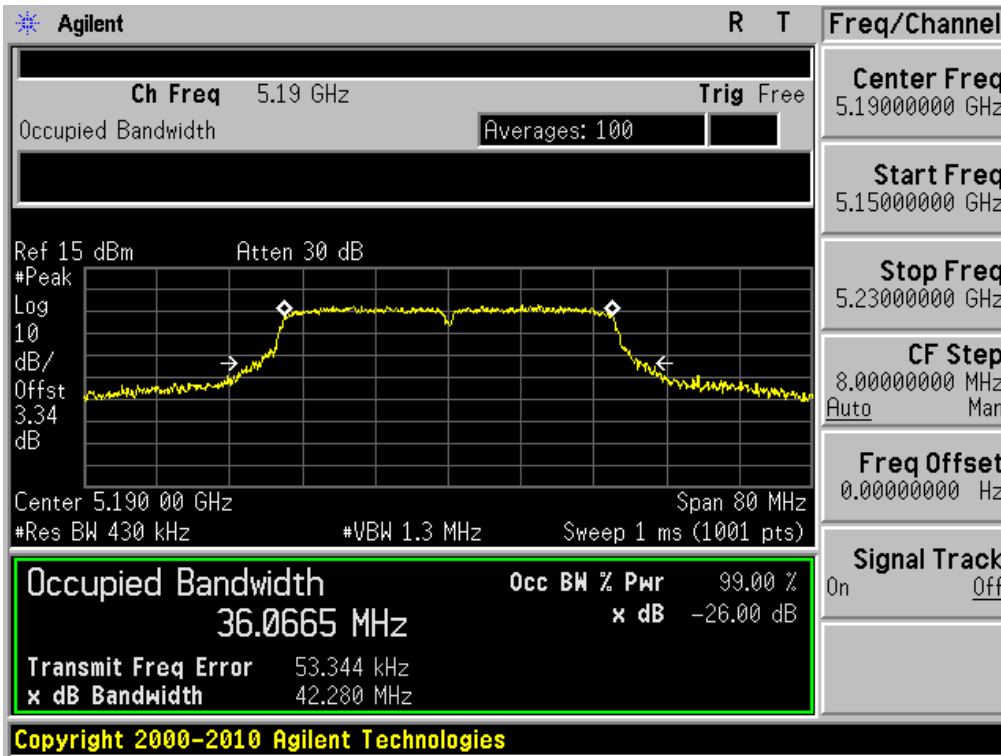 Agilent R T Freq/Channel
Ch Freq 5.19 GHz Trig Free
Occupied Bandwidth Averages: 100
Center Freq
5.19000000 GHz
Start Freq
5.15000000 GHz
Stop Freq
5.23000000 GHz
CF Step
8.00000000 MHz
Auto Man
Freq Offset
0.00000000 Hz
Signal Track
On Off
Ref 15 dBm Atten 30 dB
#Peak
Log
10
dB/
Offst
3.34
dB
Center 5.190 00 GHz Span 80 MHz
#Res BW 430 kHz #VBW 1.3 MHz Sweep 1 ms (1001 pts)
Occupied Bandwidth Occ BW % Pwr 99.00 %
36.0665 MHz x dB -26.00 dB
Transmit Freq Error 53.344 kHz
x dB Bandwidth 42.280 MHz
Copyright 2000-2010 Agilent Technologies